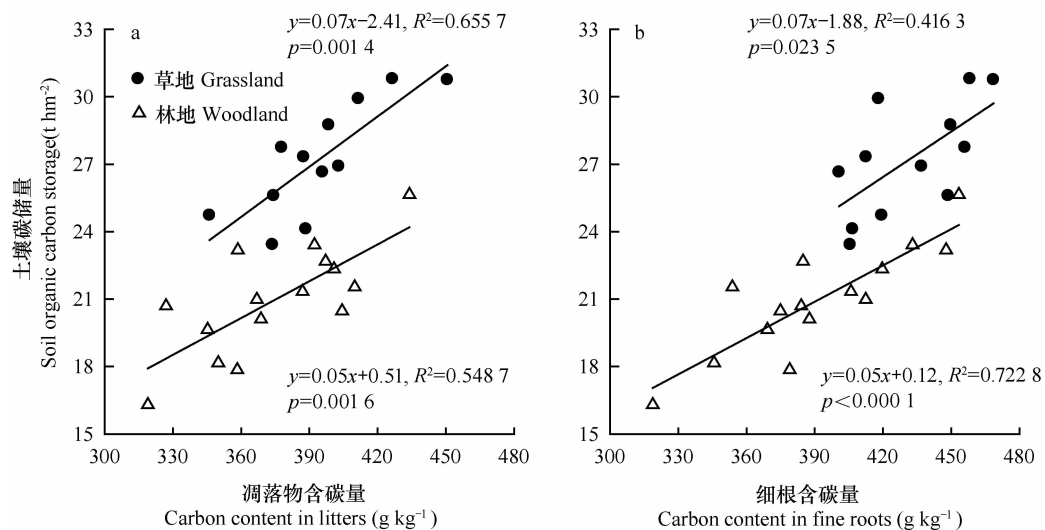 土壤碳储量
Soil organic carbon storage(t hm⁻²)
33
30
27
24
21
18
15
a
y=0.07x−2.41, R²=0.655 7
p=0.001 4
草地 Grassland
林地 Woodland
y=0.05x+0.51, R²=0.548 7
p=0.001 6
300 360 390 420 450 480
凋落物含碳量
Carbon content in litters (g kg⁻¹)
33
30
27
24
21
18
15
b
y=0.07x−1.88, R²=0.416 3
p=0.023 5
y=0.05x+0.12, R²=0.722 8
p<0.000 1
300 360 390 420 450 480
细根含碳量
Carbon content in fine roots (g kg⁻¹)